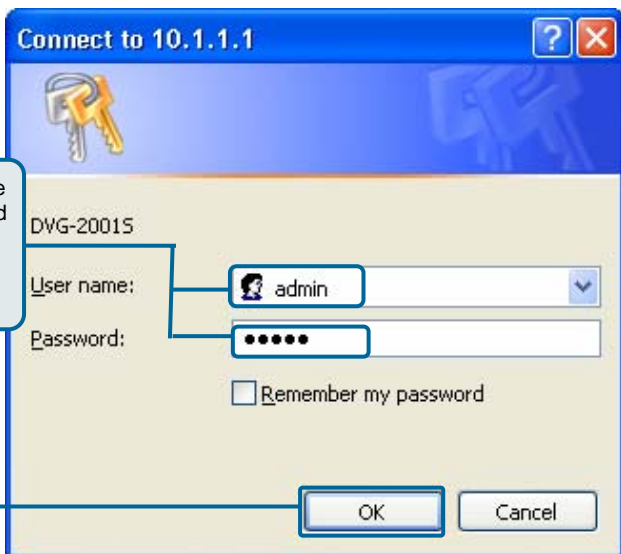 Connect to 10.1.1.1
e
d
DVG-2001S
User name:
admin
Password:
•••••
Remember my password
OK
Cancel